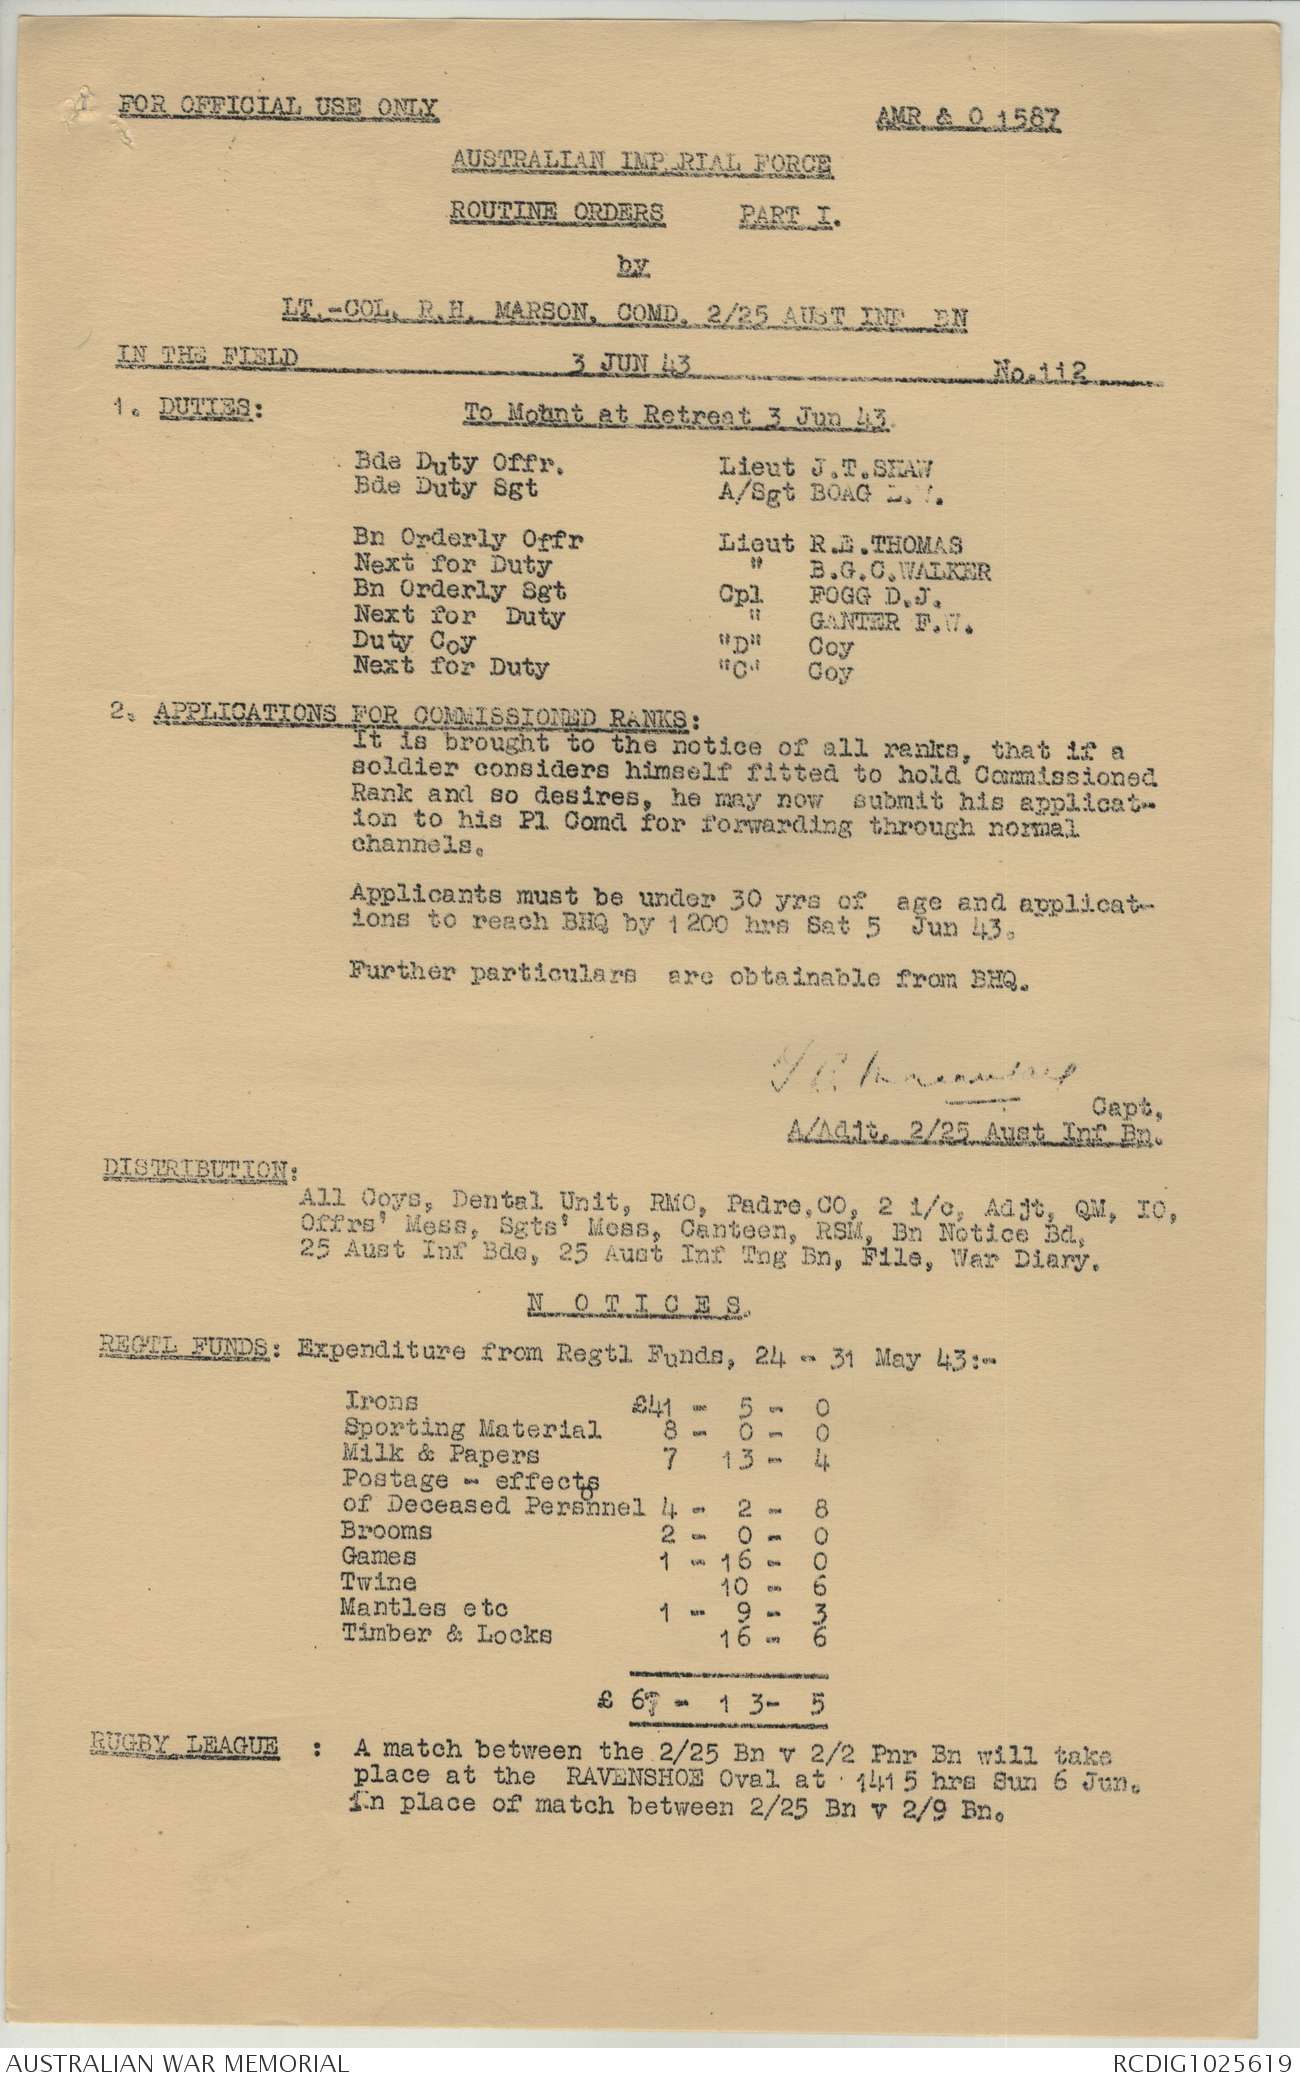 FOR OFFICIAL USE ONLY
AMR & O 1587
AUSTRALIAN IMPERIAL FORCE
ROUTINE ORDERS PART I.
by
LT.-COL. R.H. MARSON, COMD. 2/25 AUST INF BN
IN THE FIELD 3 JUN 43 No.112
1. DUTIES: To Mount at Retreat 3 Jun 43.
Bde Duty Offr. Lieut J.T.SHAW
Bde Duty Sgt A/Sgt BOAG
Bn Orderly Offr Lieut R.E.THOMAS
Next for Duty " B.G.C.WALKER
Bn Orderly Sgt Cpl FOGG D.J.
Next for Duty " GANTER F.W.
Duty Coy "D" Coy
Next for Duty "C" Coy
2. APPLICATIONS FOR COMMISSIONED RANKS:
It is brought to the notice of all ranks, that if a
soldier considers himself fitted to hold Commissioned
Rank and so desires, he may now submit his applicat-
ion to his Pl Comd for forwarding through normal
channels.
Applicants must be under 30 yrs of age and applicat-
ions to reach BHQ by 1200 hrs Sat 5 Jun 43.
Further particulars are obtainable from BHQ.
Capt,
A/Adjt, 2/25 Aust Inf Bn.
DISTRIBUTION:
All Coys, Dental Unit, RMO, Padre, CO, 2 i/c, Adjt, QM, IO,
Offrs' Mess, Sgts' Mess, Canteen, RSM, Bn Notice Bd,
25 Aust Inf Bde, 25 Aust Inf Tng Bn, File, War Diary.
N O T I C E S.
REGTL FUNDS: Expenditure from Regtl Funds, 24 - 31 May 43:-
Irons £41 - 5 - 0
Sporting Material 8 - 0 - 0
Milk & Papers 7 13 - 4
Postage - effects
of Deceased Personnel 4 - 2 - 8
Brooms 2 - 0 - 0
Games 1 - 16 - 0
Twine 10 - 6
Mantles etc 1 - 9 - 3
Timber & Locks 16 - 6
£ 67 - 13 - 5
RUGBY LEAGUE : A match between the 2/25 Bn v 2/2 Pnr Bn will take
place at the RAVENSHOE Oval at 1415 hrs Sun 6 Jun.
In place of match between 2/25 Bn v 2/9 Bn.
AUSTRALIAN WAR MEMORIAL
RCDIG1025619